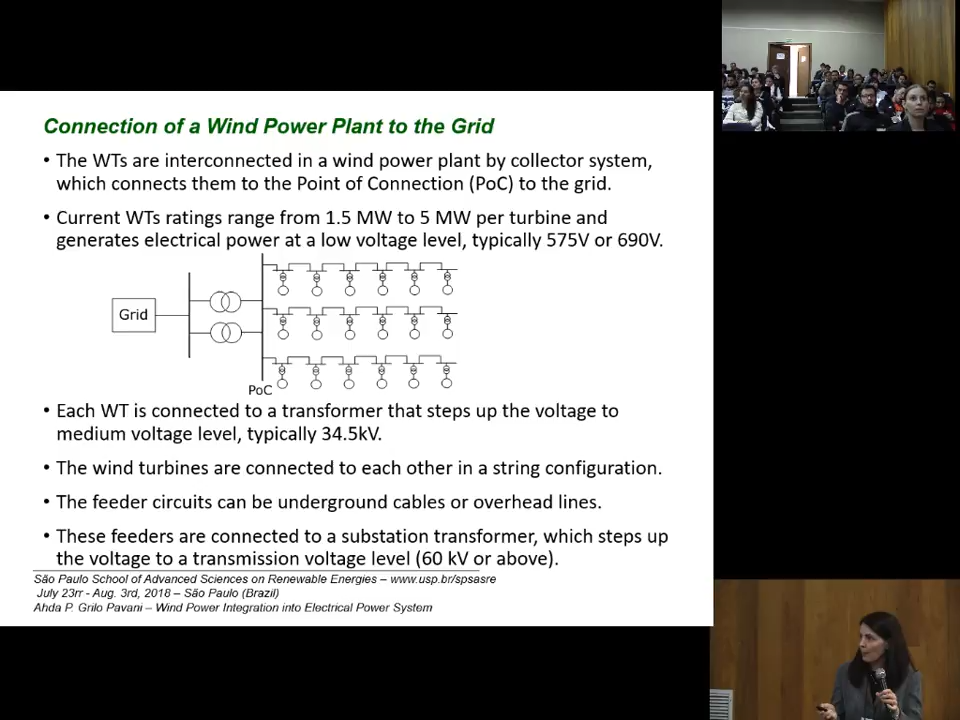 Connection of a Wind Power Plant to the Grid
• The WTs are interconnected in a wind power plant by collector system,
which connects them to the Point of Connection (PoC) to the grid.
• Current WTs ratings range from 1.5 MW to 5 MW per turbine and
generates electrical power at a low voltage level, typically 575V or 690V.
Grid
PoC
• Each WT is connected to a transformer that steps up the voltage to
medium voltage level, typically 34.5kV.
• The wind turbines are connected to each other in a string configuration.
• The feeder circuits can be underground cables or overhead lines.
• These feeders are connected to a substation transformer, which steps up
the voltage to a transmission voltage level (60 kV or above).
São Paulo School of Advanced Sciences on Renewable Energies – www.usp.br/spsasre
July 23rr - Aug. 3rd, 2018 – São Paulo (Brazil)
Ahda P. Grilo Pavani – Wind Power Integration into Electrical Power System